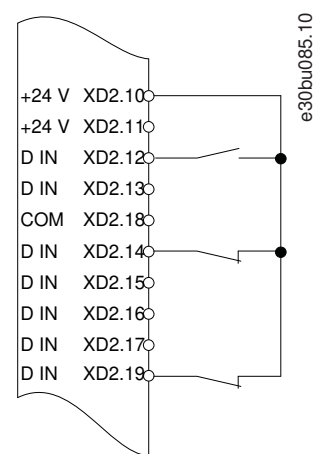 +24 V XD2.10
+24 V XD2.11
D IN XD2.12
D IN XD2.13
COM XD2.18
D IN XD2.14
D IN XD2.15
D IN XD2.16
D IN XD2.17
D IN XD2.19
e30bu085.10